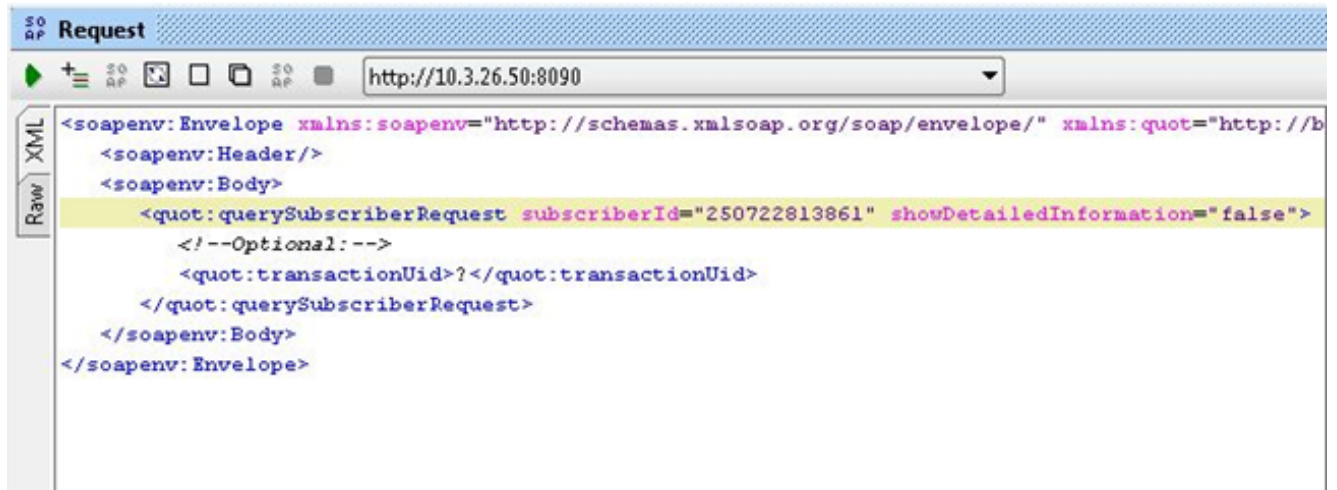 SOAP Request
http://10.3.26.50:8090
XML
Raw
<soapenv:Envelope xmlns:soapenv="http://schemas.xmlsoap.org/soap/envelope/" xmlns:quot="http://b
<soapenv:Header/>
<soapenv:Body>
<quot:querySubscriberRequest subscriberId="250722813861" showDetailedInformation="false">
<!--Optional:-->
<quot:transactionUid>?</quot:transactionUid>
</quot:querySubscriberRequest>
</soapenv:Body>
</soapenv:Envelope>